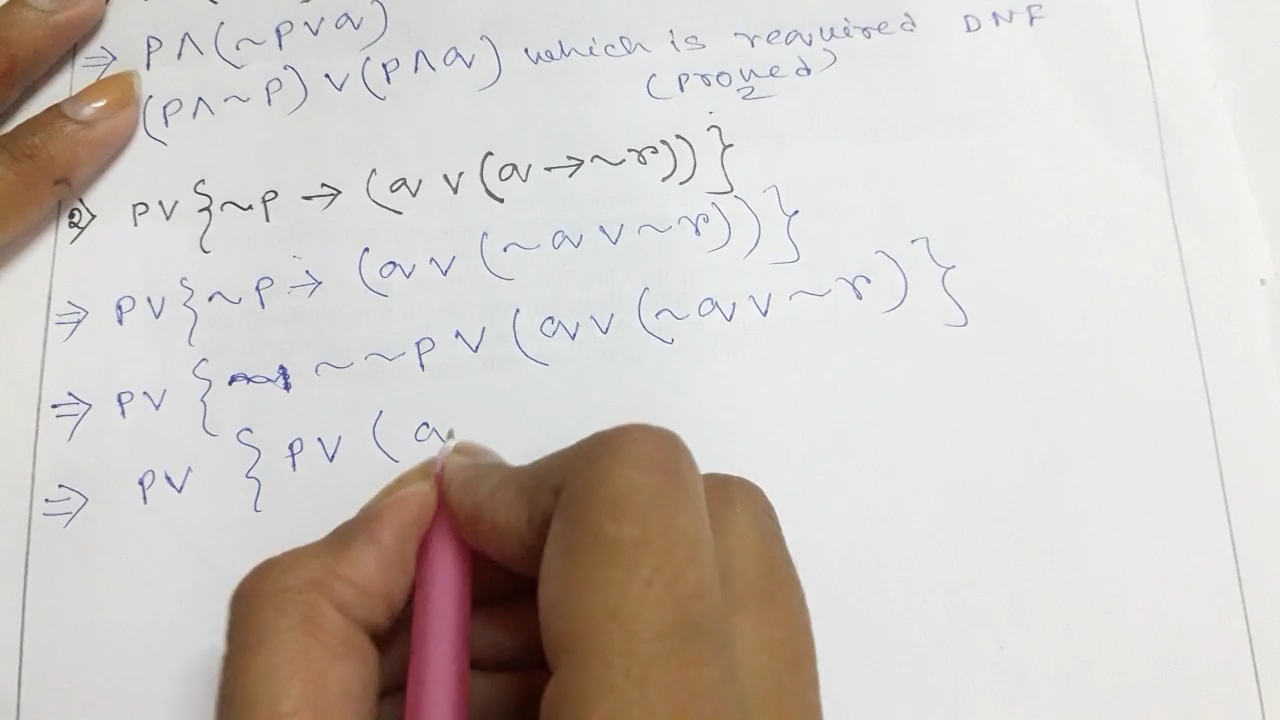 ⇒ P∧(~P∨q)
(P∧~P)∨(P∧q) which is required DNF
(proved)
2) P∨{~P→(q∨(q→~r))}
⇒ P∨{~P→(q∨(~q∨~r))}
⇒ P∨{~~P∨(q∨(~q∨~r)}
⇒ P∨{P∨(q